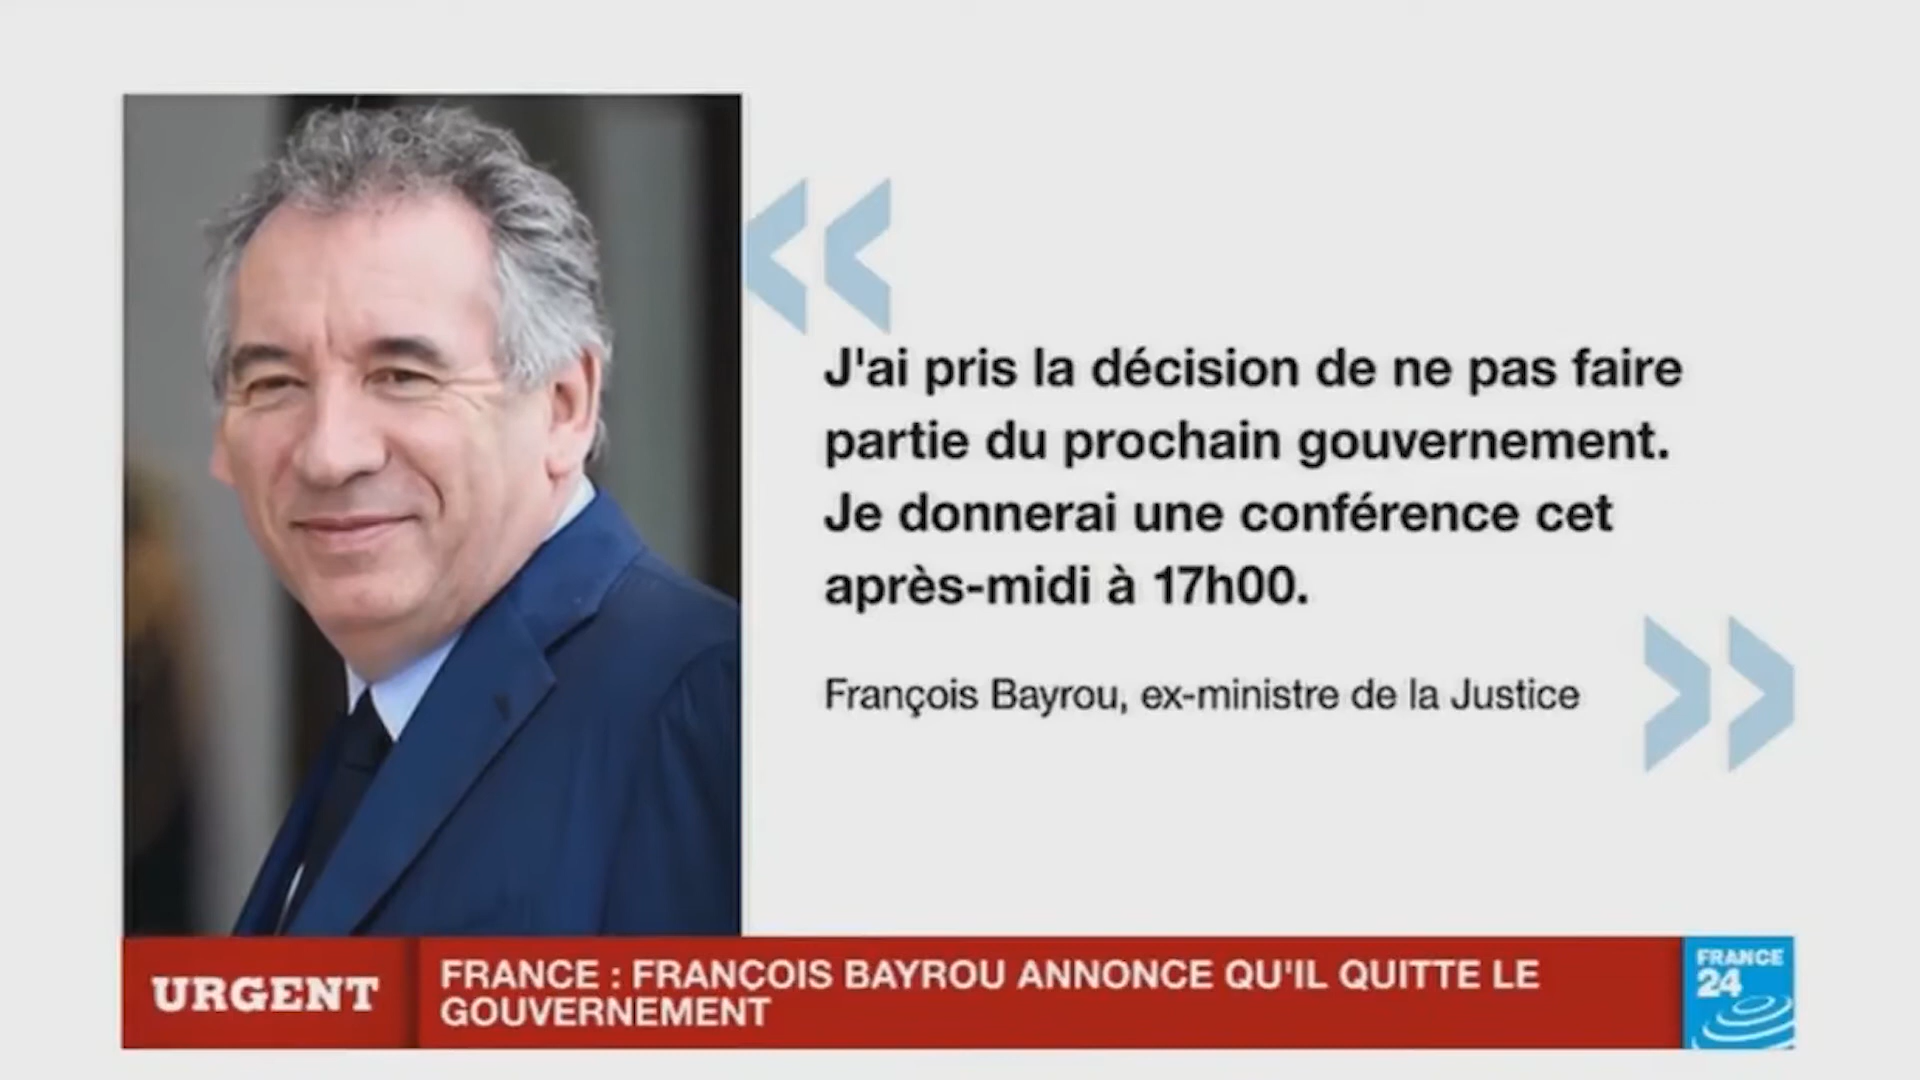 J'ai pris la décision de ne pas faire
partie du prochain gouvernement.
Je donnerai une conférence cet
après-midi à 17h00.
François Bayrou, ex-ministre de la Justice
URGENT
FRANCE : FRANÇOIS BAYROU ANNONCE QU'IL QUITTE LE
GOUVERNEMENT
FRANCE
24